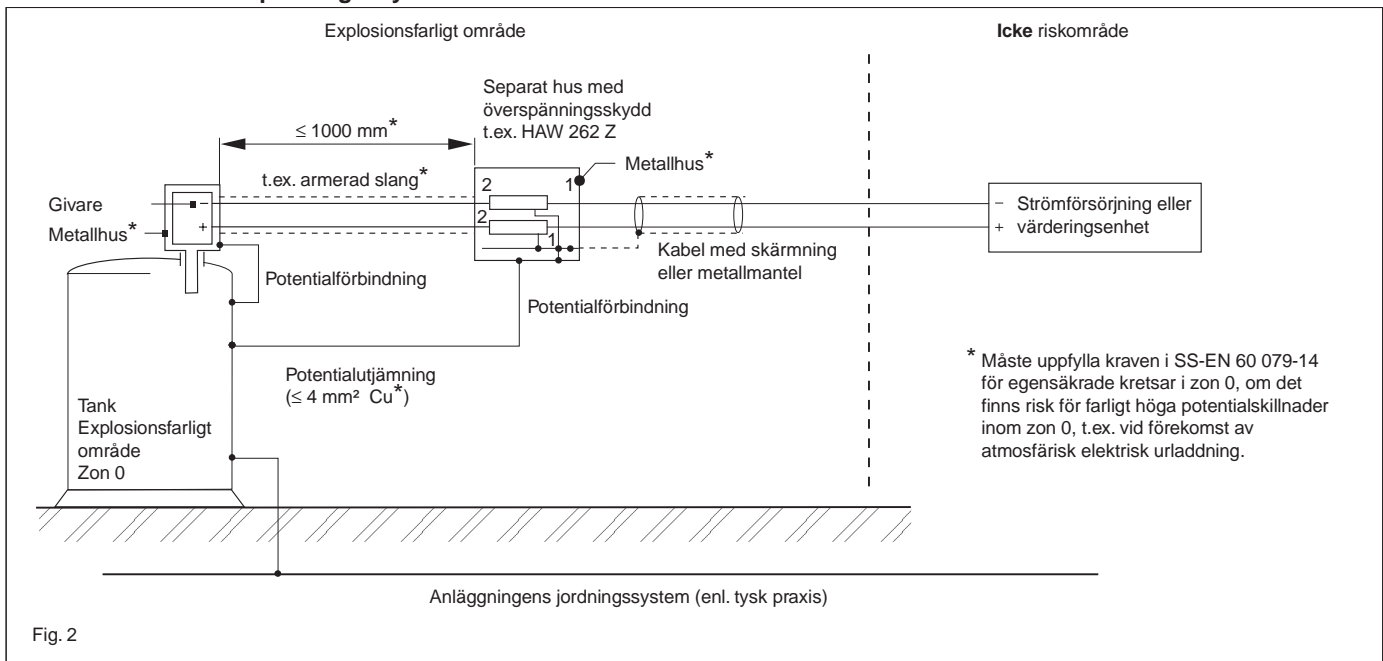 Explosionsfarligt område
Icke riskområde
Separat hus med
överspänningsskydd
t.ex. HAW 262 Z
≤ 1000 mm*
Metallhus*
t.ex. armerad slang*
2
1
Givare
−
− Strömförsörjning eller
Metallhus*
+
2
1
+ värderingsenhet
Kabel med skärmning
eller metallmantel
Potentialförbindning
Potentialförbindning
* Måste uppfylla kraven i SS-EN 60 079-14
för egensäkrade kretsar i zon 0, om det
finns risk för farligt höga potentialskillnader
inom zon 0, t.ex. vid förekomst av
atmosfärisk elektrisk urladdning.
Potentialutjämning
(≤ 4 mm² Cu*)
Tank
Explosionsfarligt
område
Zon 0
Anläggningens jordningssystem (enl. tysk praxis)
Fig. 2